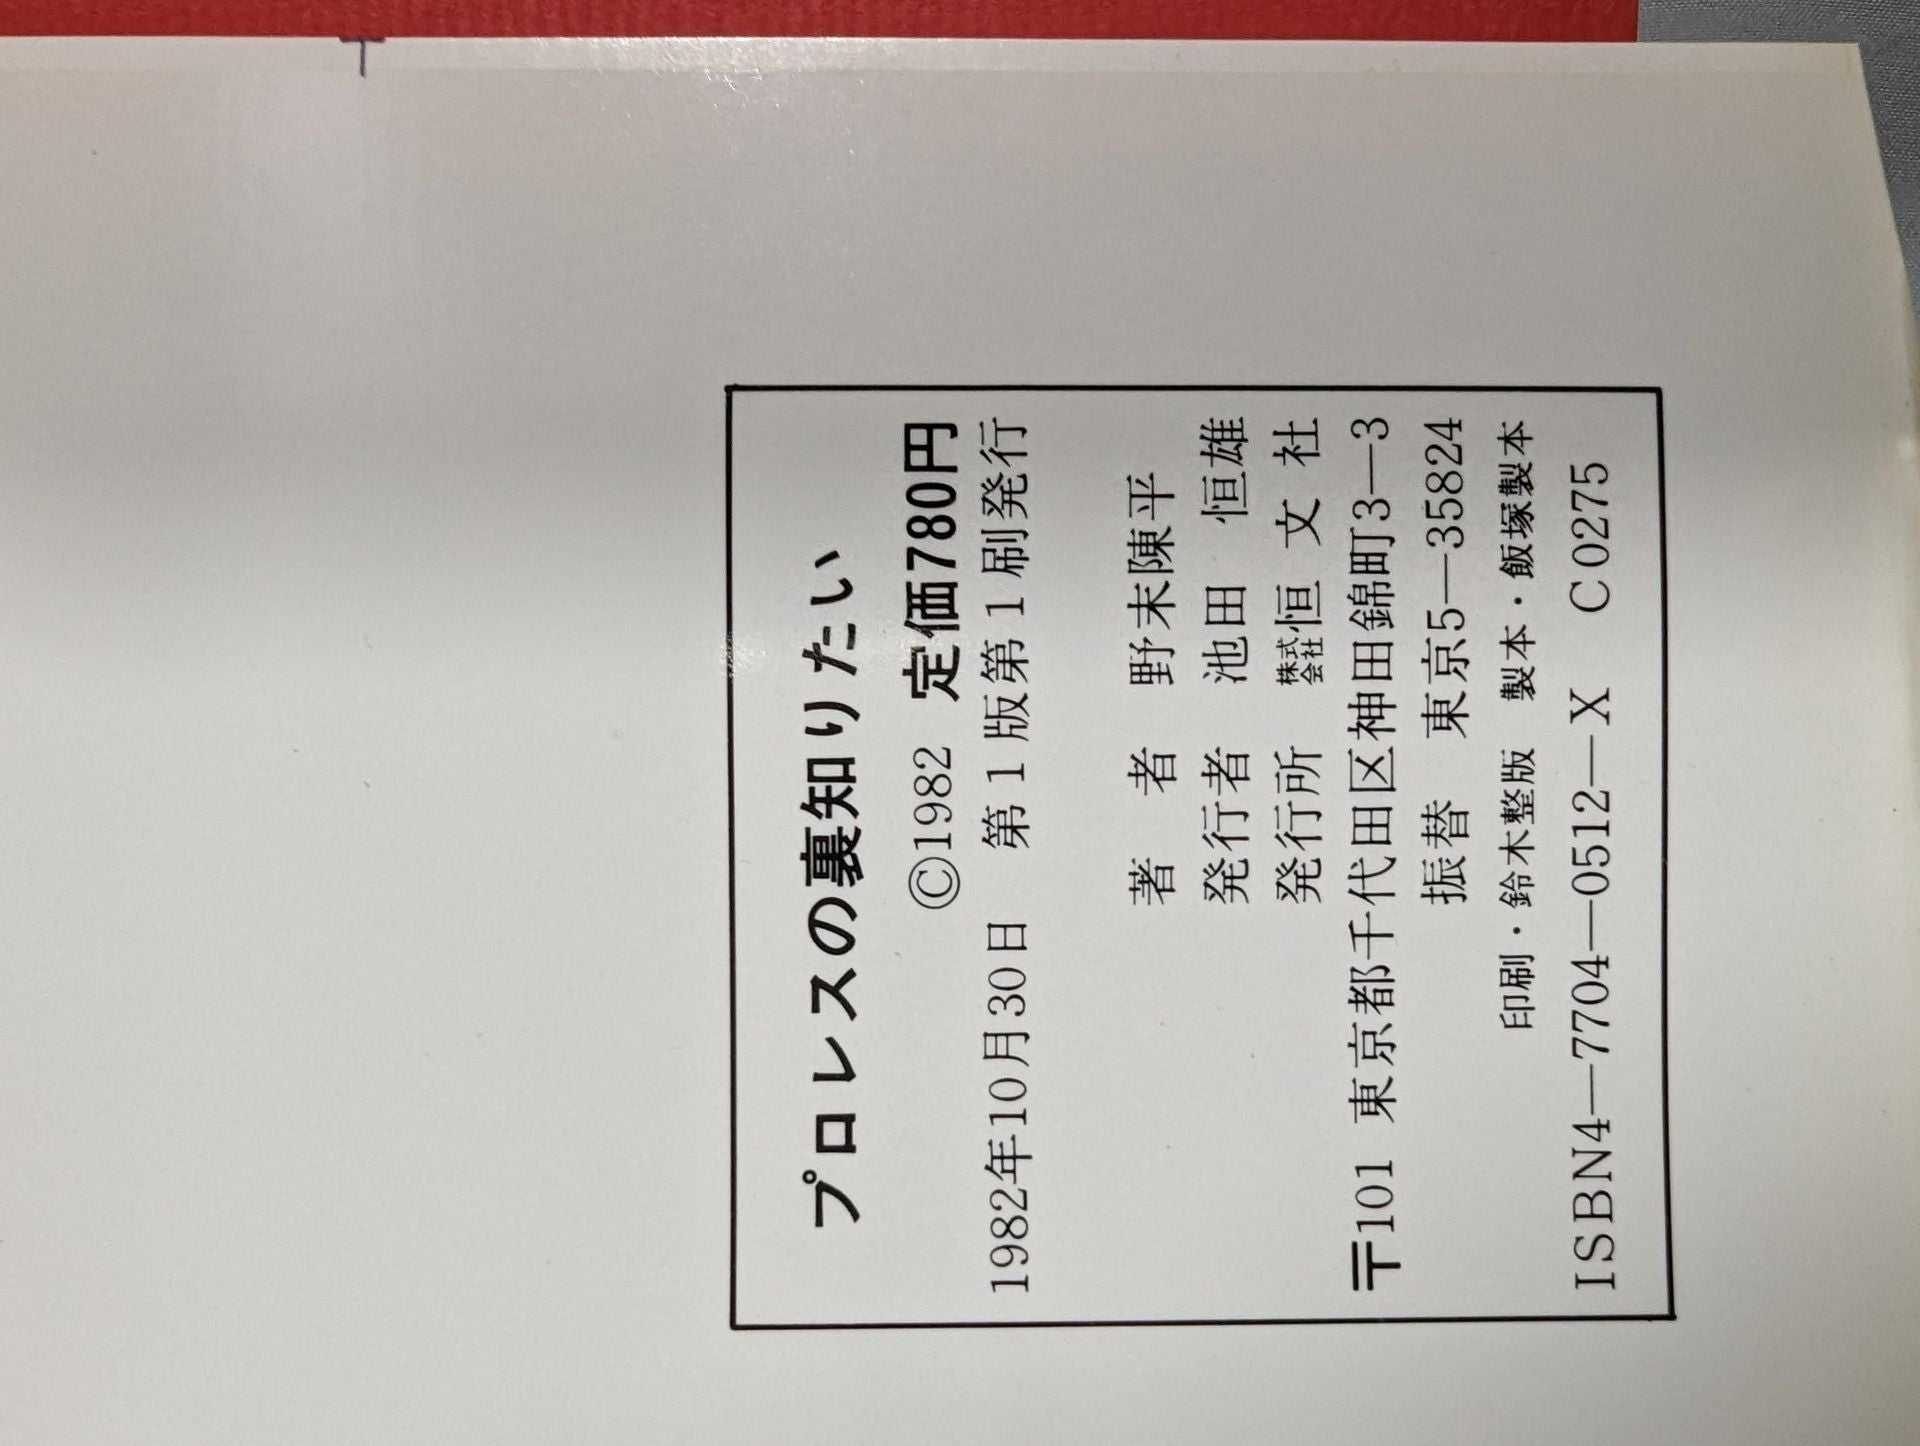 プロレスの裏知りたい
©1982 定価780円
1982年10月30日 第1版第1刷発行
著者 野末陳平
発行者 池田恒雄
発行所 株式会社恒文社
〒101 東京都千代田区神田錦町3―3
振替 東京5―35824
印刷・鈴木整版 製本・飯塚製本
ISBN4―7704―0512―X C0275